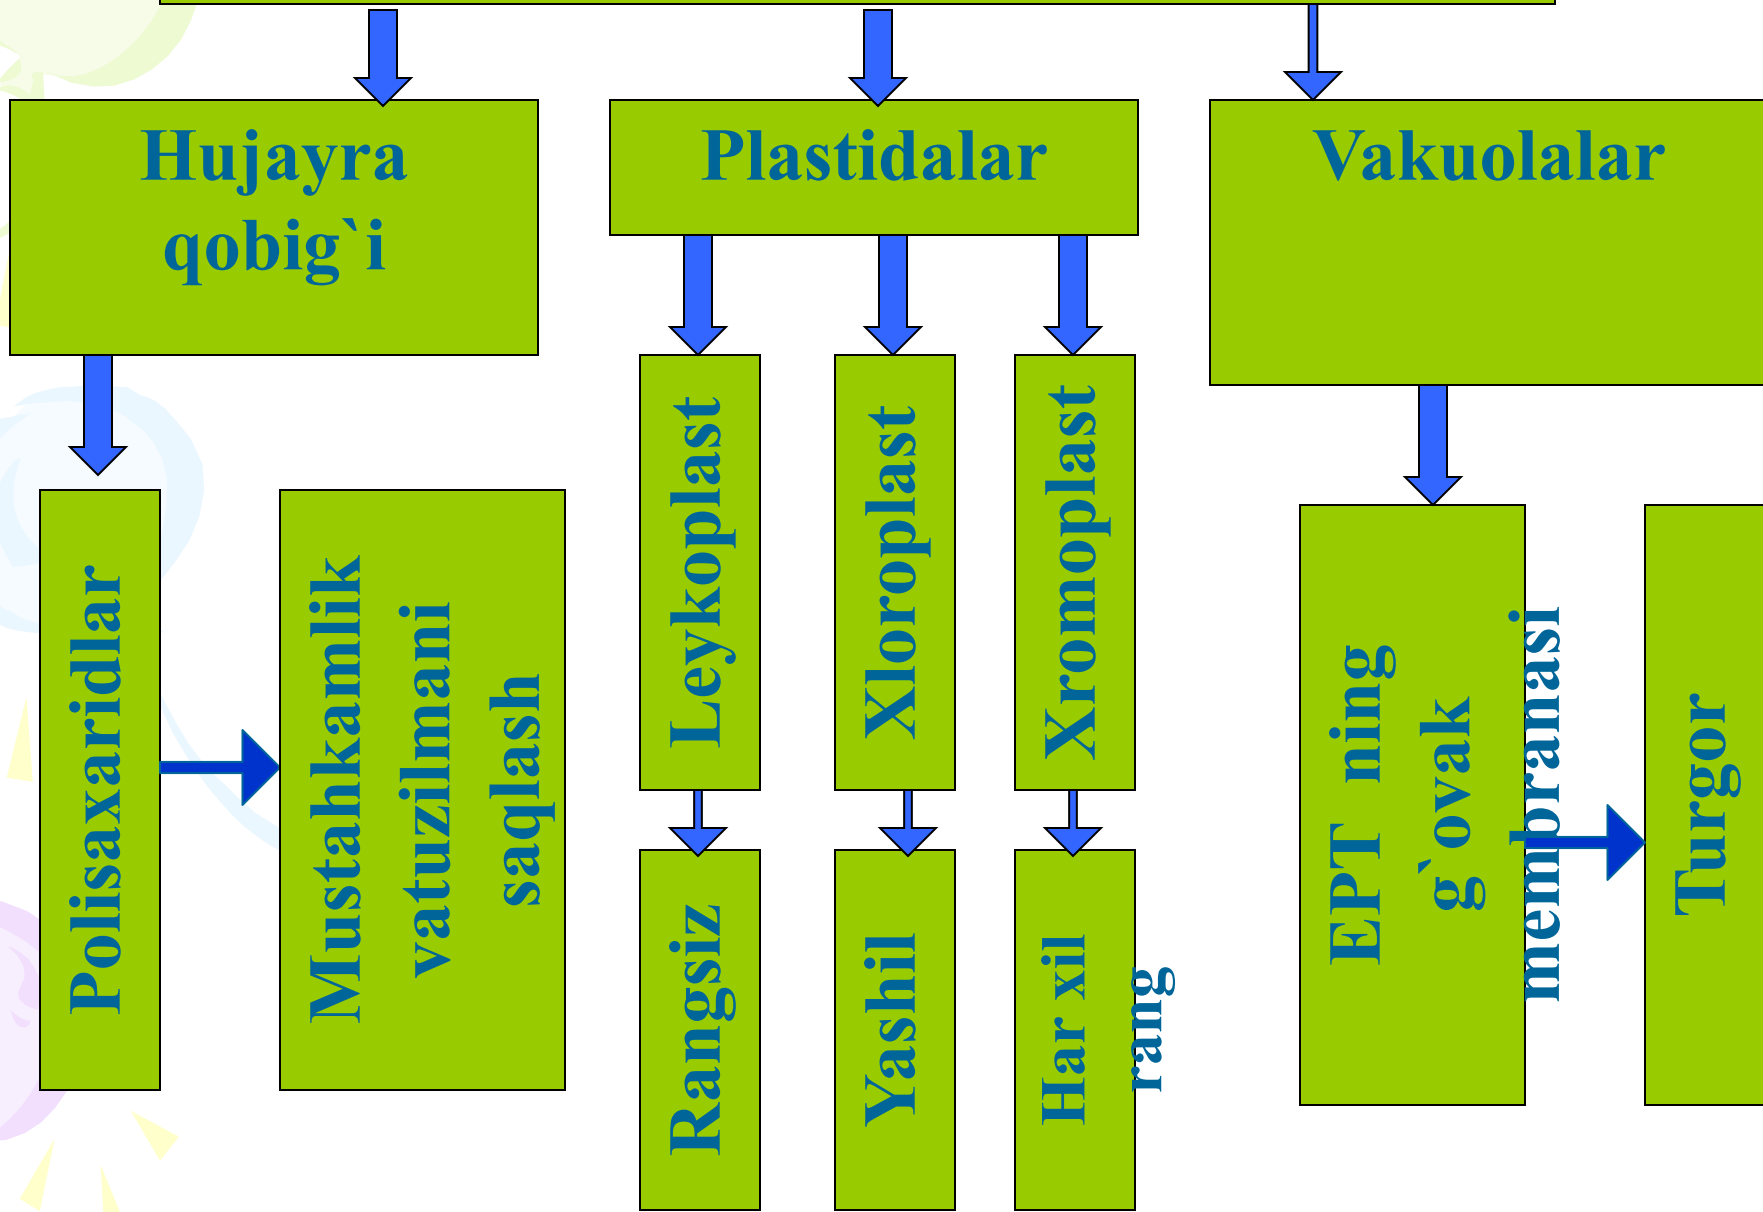 Hujayra
qobig`i
Plastidalar
Vakuolalar
Polisaxaridlar
Mustahkamlik
vatuzilmani
saqlash
Leykoplast
Xloroplast
Xromoplast
Rangsiz
Yashil
Har xil
rang
EPT ning
g`ovak
membranasi
Turgor